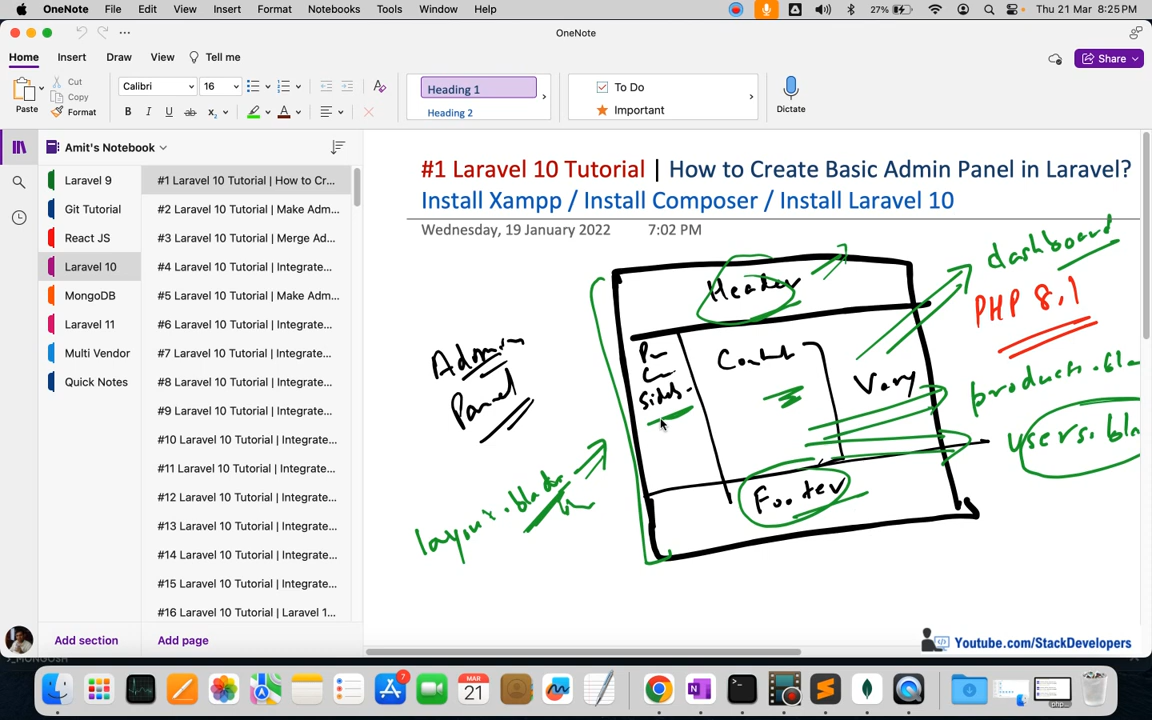 OneNote File Edit View Insert Format Notebooks Tools Window Help 27% Thu 21 Mar 8:25PM
OneNote
Home Insert Draw View Tell me Share
Paste Cut Copy Format Calibri 16 Heading 1 Heading 2 To Do Important Dictate
B I U ab X2 A
Amit's Notebook
Laravel 9
Git Tutorial
React JS
Laravel 10
MongoDB
Laravel 11
Multi Vendor
Quick Notes
Add section
#1 Laravel 10 Tutorial | How to Cr...
#2 Laravel 10 Tutorial | Make Adm...
#3 Laravel 10 Tutorial | Merge Ad...
#4 Laravel 10 Tutorial | Integrate...
#5 Laravel 10 Tutorial | Make Adm...
#6 Laravel 10 Tutorial | Integrate...
#7 Laravel 10 Tutorial | Integrate...
#8 Laravel 10 Tutorial | Integrate...
#9 Laravel 10 Tutorial | Integrate...
#10 Laravel 10 Tutorial | Integrate...
#11 Laravel 10 Tutorial | Integrate...
#12 Laravel 10 Tutorial | Integrate...
#13 Laravel 10 Tutorial | Integrate...
#14 Laravel 10 Tutorial | Integrate...
#15 Laravel 10 Tutorial | Integrate...
#16 Laravel 10 Tutorial | Laravel 1...
Add page
#1 Laravel 10 Tutorial | How to Create Basic Admin Panel in Laravel?
Install Xampp / Install Composer / Install Laravel 10
Wednesday, 19 January 2022 7:02 PM
dashboard
Header
PHP 8.1
Admin
Panel
Vary
users.bla
Footer
Youtube.com/StackDevelopers
7
MAR
21
php...